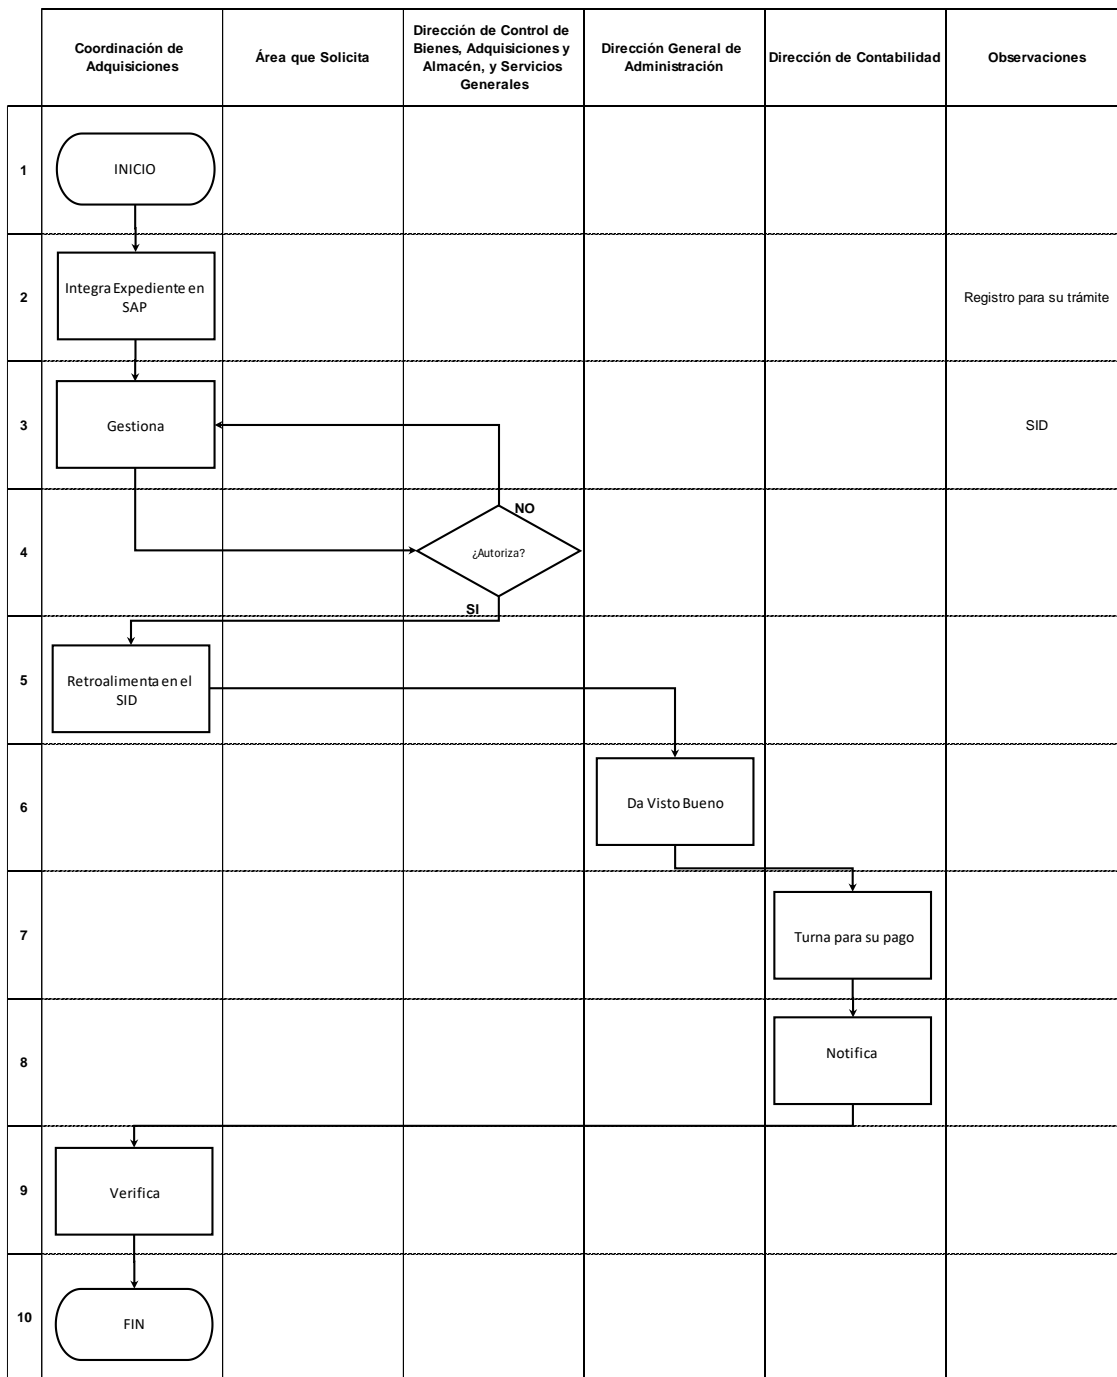 Coordinación de
Adquisiciones
Área que Solicita
Dirección de Control de
Bienes, Adquisiciones y
Almacén, y Servicios
Generales
Dirección General de
Administración
Dirección de Contabilidad
Observaciones
1
INICIO
2
Integra Expediente en
SAP
Registro para su trámite
3
Gestiona
SID
4
NO
¿Autoriza?
SI
5
Retroalimenta en el
SID
6
Da Visto Bueno
7
Turna para su pago
8
Notifica
9
Verifica
10
FIN